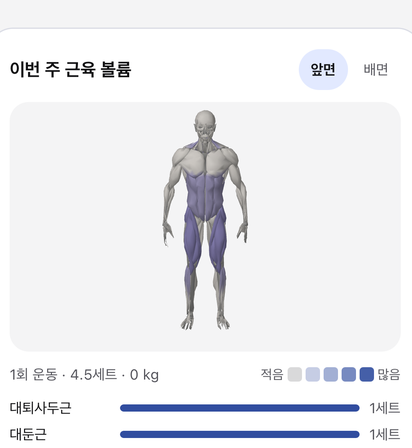 이번 주 근육 볼륨
앞면 배면
1회 운동 · 4.5세트 · 0 kg 적음 많음
대퇴사두근 1세트
대둔근 1세트